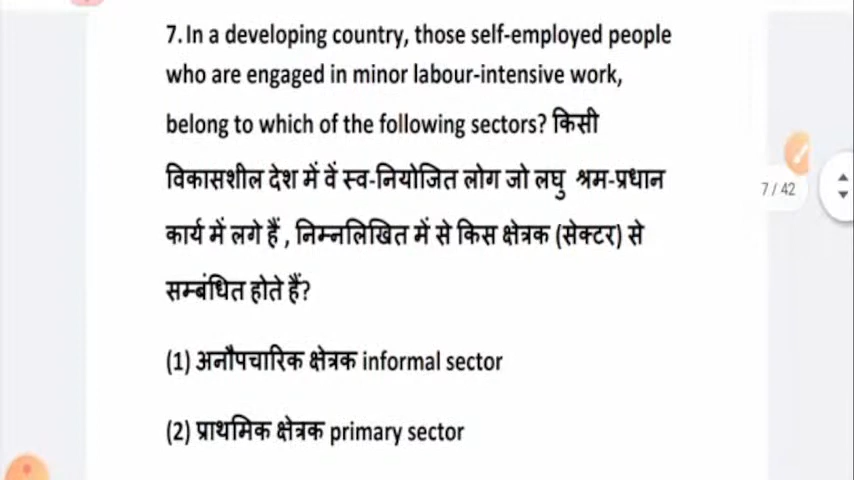 7. In a developing country, those self-employed people
who are engaged in minor labour-intensive work,
belong to which of the following sectors? किसी
विकासशील देश में वें स्व-नियोजित लोग जो लघु श्रम-प्रधान
कार्य में लगे हैं , निम्नलिखित में से किस क्षेत्रक (सेक्टर) से
सम्बंधित होते हैं?
(1) अनौपचारिक क्षेत्रक informal sector
(2) प्राथमिक क्षेत्रक primary sector
7 / 42